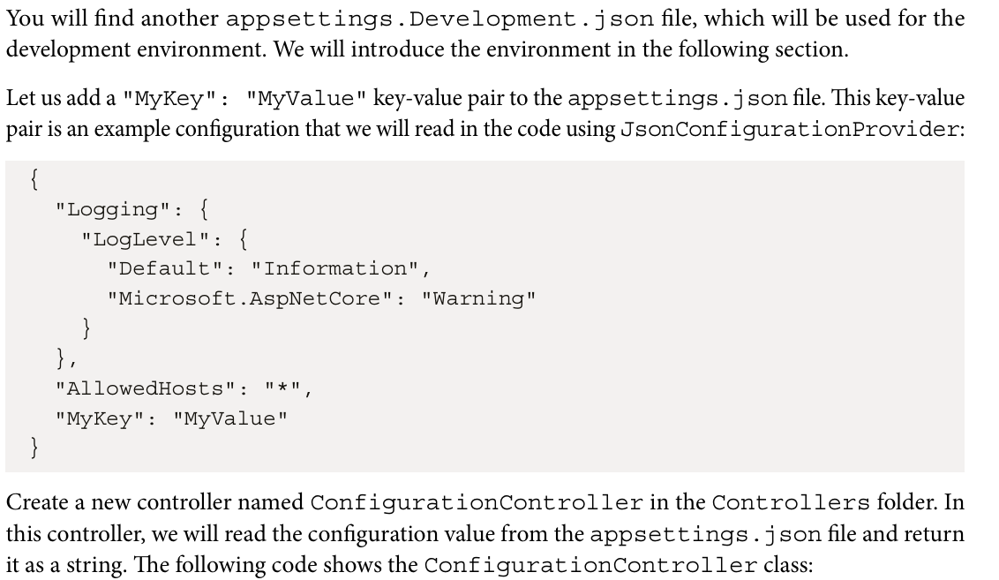 You will find another appsettings.Development.json file, which will be used for the
development environment. We will introduce the environment in the following section.
Let us add a "MyKey": "MyValue" key-value pair to the appsettings.json file. This key-value
pair is an example configuration that we will read in the code using JsonConfigurationProvider:
{
  "Logging": {
    "LogLevel": {
      "Default": "Information",
      "Microsoft.AspNetCore": "Warning"
    }
  },
  "AllowedHosts": "*",
  "MyKey": "MyValue"
}
Create a new controller named ConfigurationController in the Controllers folder. In
this controller, we will read the configuration value from the appsettings.json file and return
it as a string. The following code shows the ConfigurationController class: